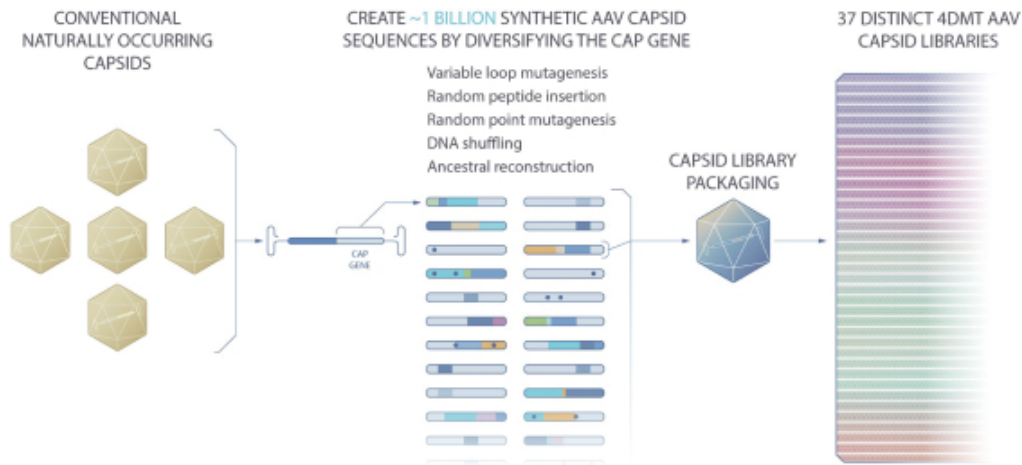 CONVENTIONAL
NATURALLY OCCURRING
CAPSIDS
CREATE ~1 BILLION SYNTHETIC AAV CAPSID
SEQUENCES BY DIVERSIFYING THE CAP GENE
Variable loop mutagenesis
Random peptide insertion
Random point mutagenesis
DNA shuffling
Ancestral reconstruction
CAP
GENE
CAPSID LIBRARY
PACKAGING
37 DISTINCT 4DMT AAV
CAPSID LIBRARIES